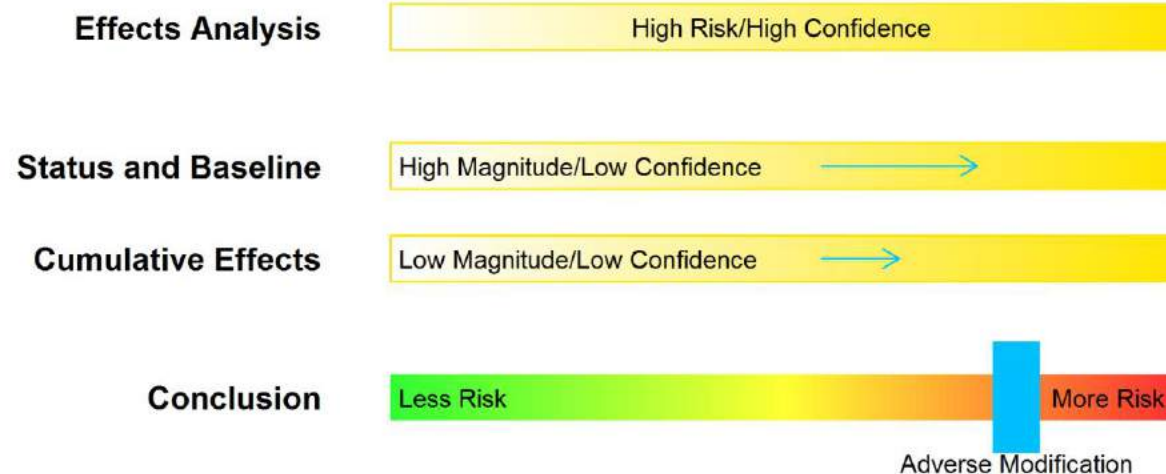 Effects Analysis High Risk/High Confidence
Status and Baseline High Magnitude/Low Confidence
Cumulative Effects Low Magnitude/Low Confidence
Conclusion Less Risk More Risk
Adverse Modification